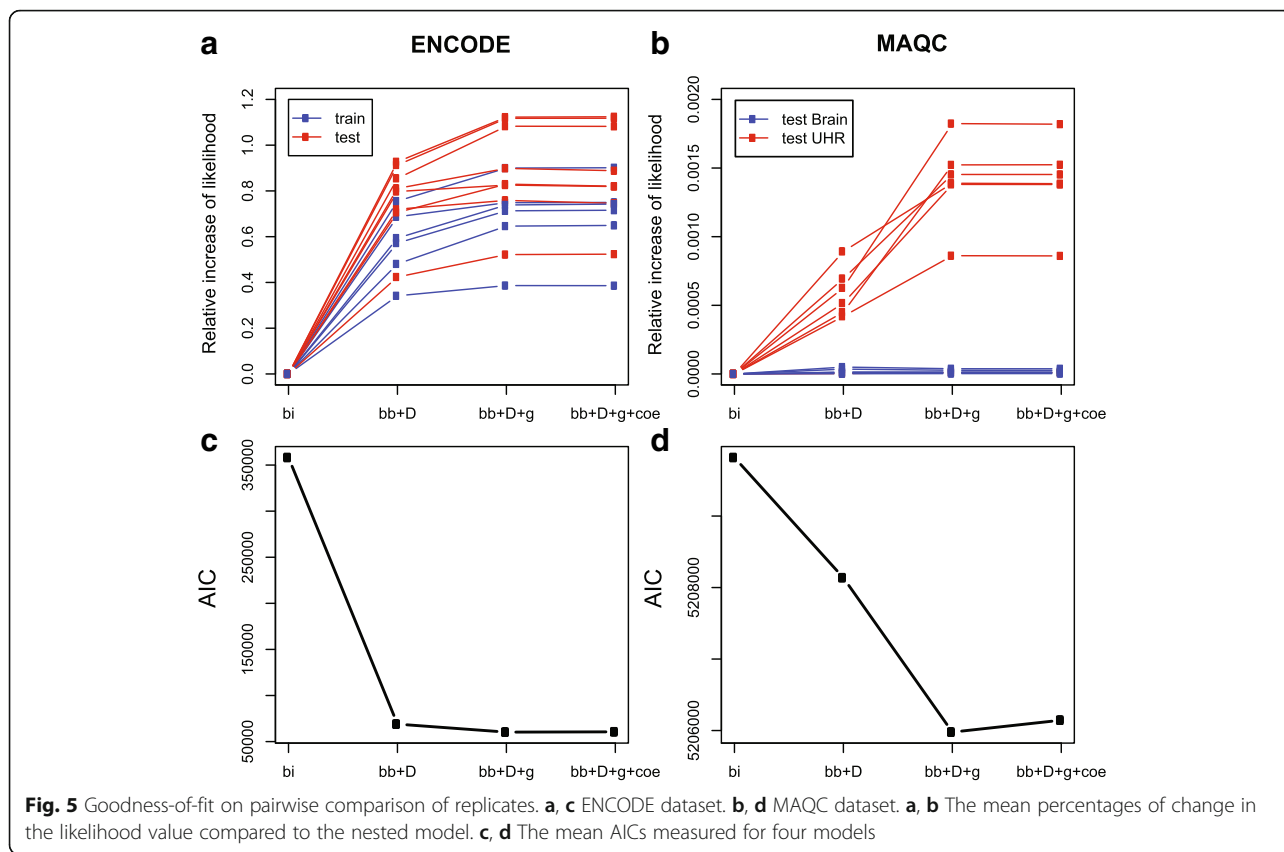 a
ENCODE
Relative increase of likelihood
1.2
1.0
0.8
0.6
0.4
0.2
0.0
train
test
bi
bb+D
bb+D+g
bb+D+g+coe
b
MAQC
Relative increase of likelihood
0.0020
0.0015
0.0010
0.0005
0.0000
test Brain
test UHR
bi
bb+D
bb+D+g
bb+D+g+coe
c
AIC
350000
250000
150000
50000
bi
bb+D
bb+D+g
bb+D+g+coe
d
AIC
5208000
5206000
bi
bb+D
bb+D+g
bb+D+g+coe
Fig. 5 Goodness-of-fit on pairwise comparison of replicates. a, c ENCODE dataset. b, d MAQC dataset. a, b The mean percentages of change in
the likelihood value compared to the nested model. c, d The mean AICs measured for four models